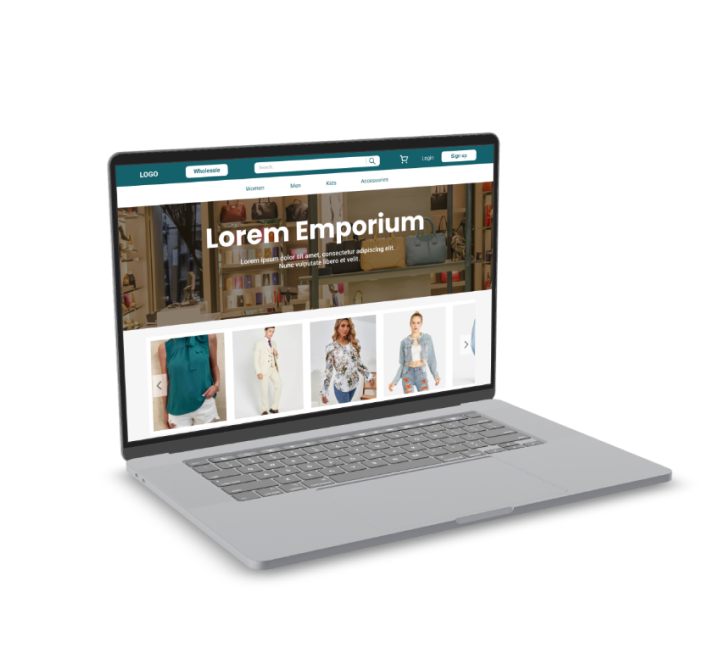 LOGO
Wholesale
Search
Login
Sign up
Women
Men
Kids
Accessories
Lorem Emporium
Lorem ipsum dolor sit amet, consectetur adipiscing elit.
Nunc vulputate libero et velit.